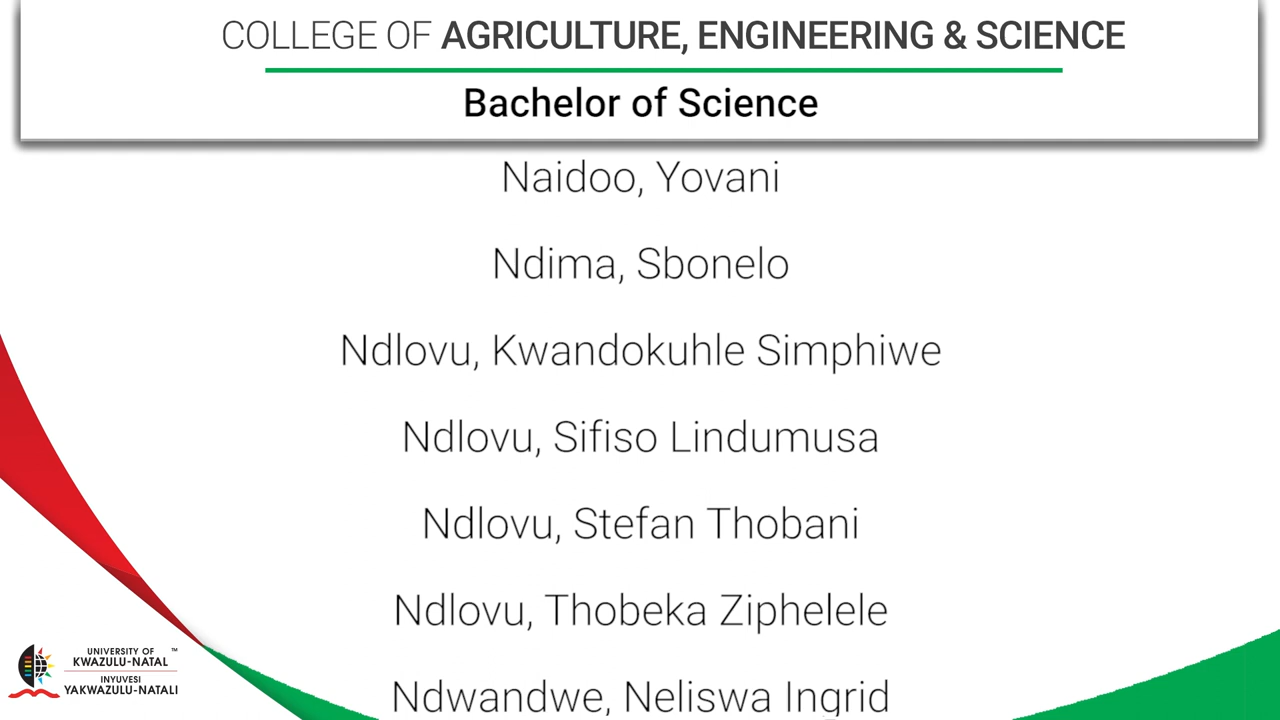 COLLEGE OF AGRICULTURE, ENGINEERING & SCIENCE
Bachelor of Science
Naidoo, Yovani
Ndima, Sbonelo
Ndlovu, Kwandokuhle Simphiwe
Ndlovu, Sifiso Lindumusa
Ndlovu, Stefan Thobani
Ndlovu, Thobeka Ziphelele
Ndwandwe, Neliswa Ingrid
UNIVERSITY OF ™
KWAZULU-NATAL
INYUVESI
YAKWAZULU-NATALI